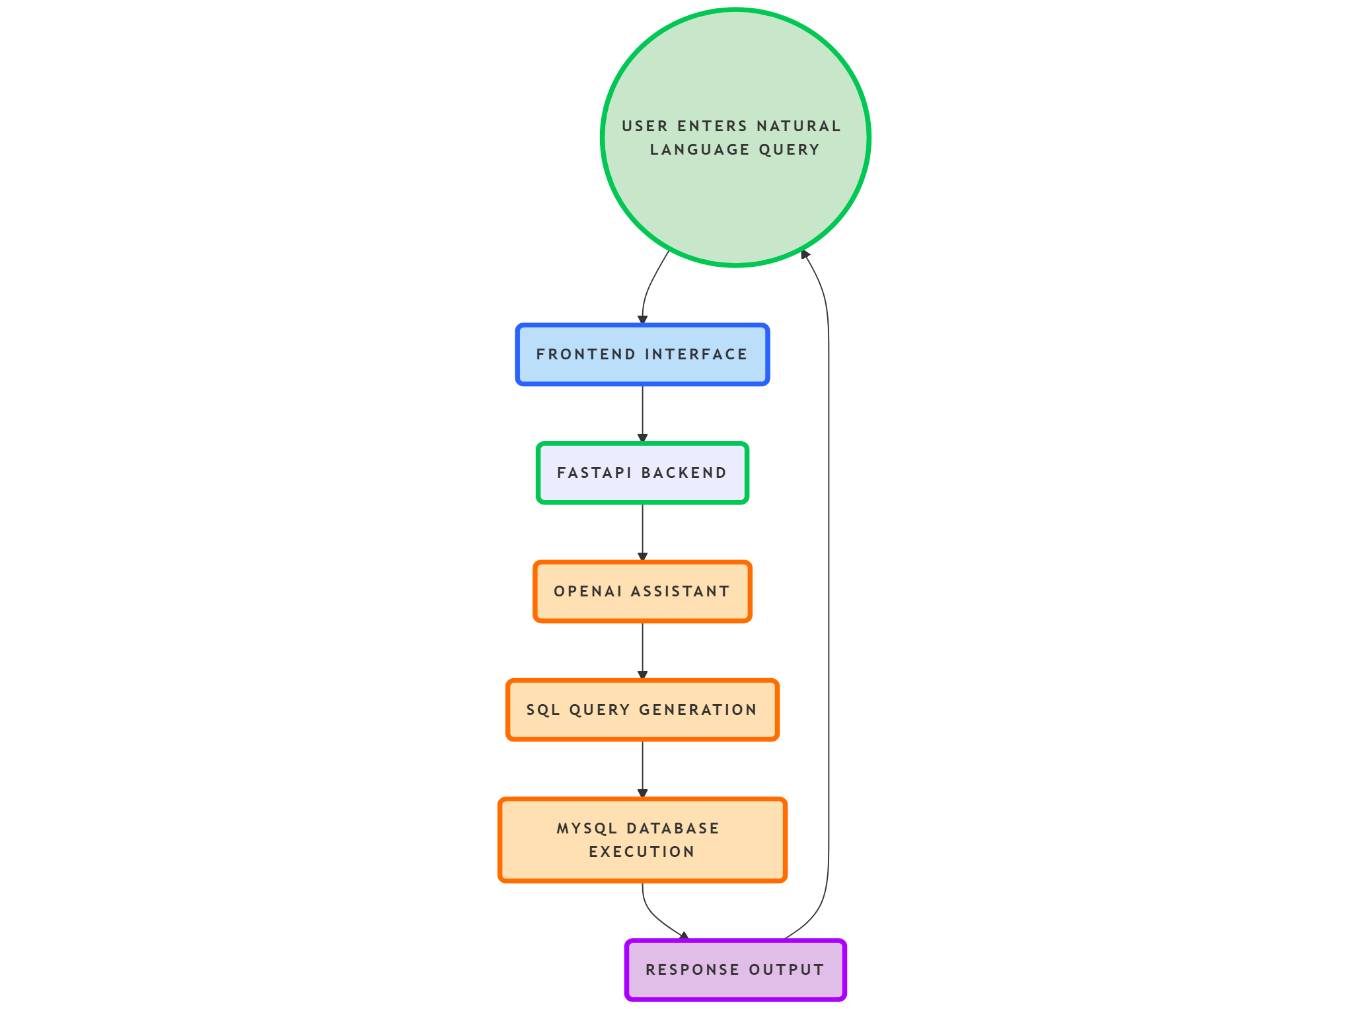 USER ENTERS NATURAL
LANGUAGE QUERY
FRONTEND INTERFACE
FASTAPI BACKEND
OPENAI ASSISTANT
SQL QUERY GENERATION
MYSQL DATABASE
EXECUTION
RESPONSE OUTPUT